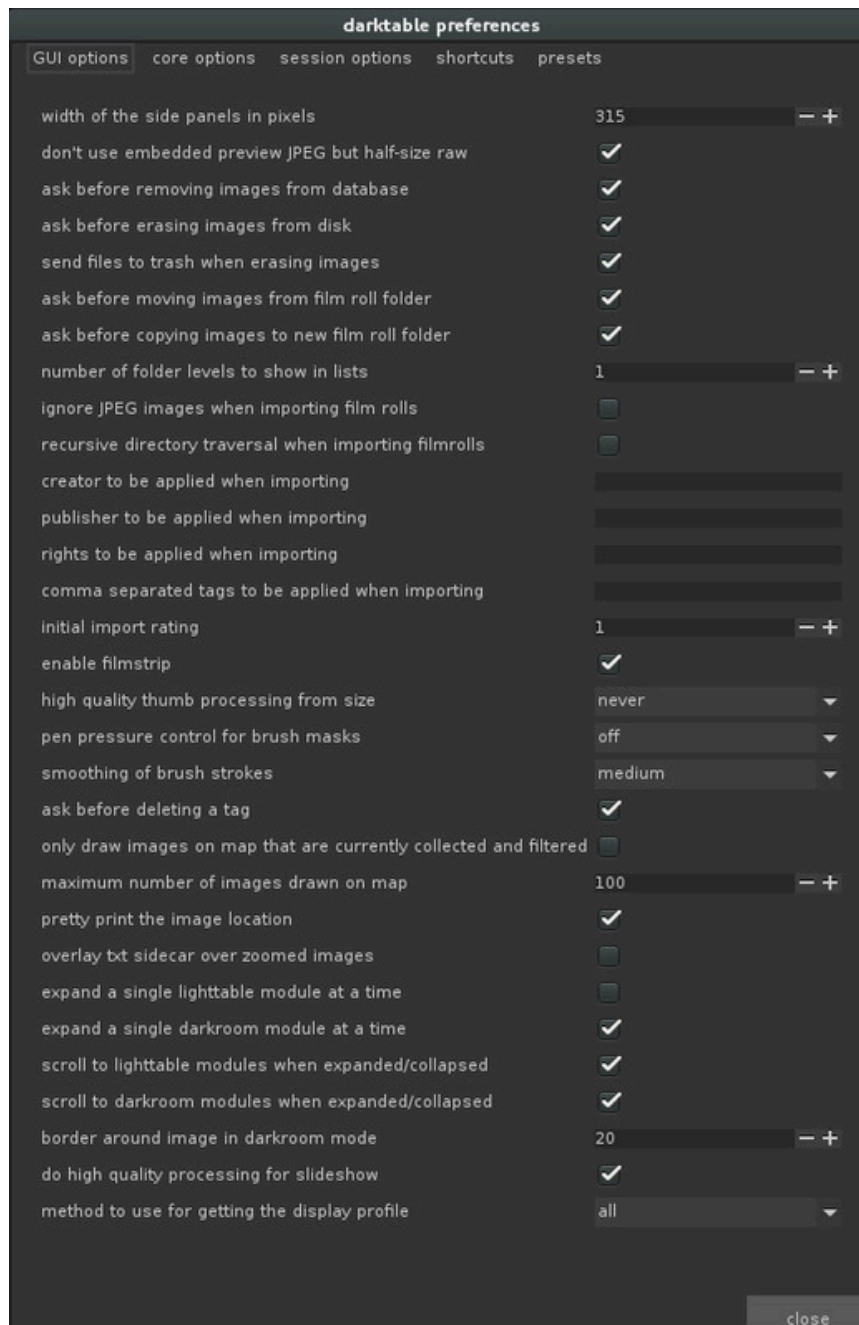 darktable preferences
GUI options core options session options shortcuts presets
width of the side panels in pixels 315
don't use embedded preview JPEG but half-size raw
ask before removing images from database
ask before erasing images from disk
send files to trash when erasing images
ask before moving images from film roll folder
ask before copying images to new film roll folder
number of folder levels to show in lists 1
ignore JPEG images when importing film rolls
recursive directory traversal when importing filmrolls
creator to be applied when importing
publisher to be applied when importing
rights to be applied when importing
comma separated tags to be applied when importing
initial import rating 1
enable filmstrip
high quality thumb processing from size never
pen pressure control for brush masks off
smoothing of brush strokes medium
ask before deleting a tag
only draw images on map that are currently collected and filtered
maximum number of images drawn on map 100
pretty print the image location
overlay txt sidecar over zoomed images
expand a single lighttable module at a time
expand a single darkroom module at a time
scroll to lighttable modules when expanded/collapsed
scroll to darkroom modules when expanded/collapsed
border around image in darkroom mode 20
do high quality processing for slideshow
method to use for getting the display profile all
close